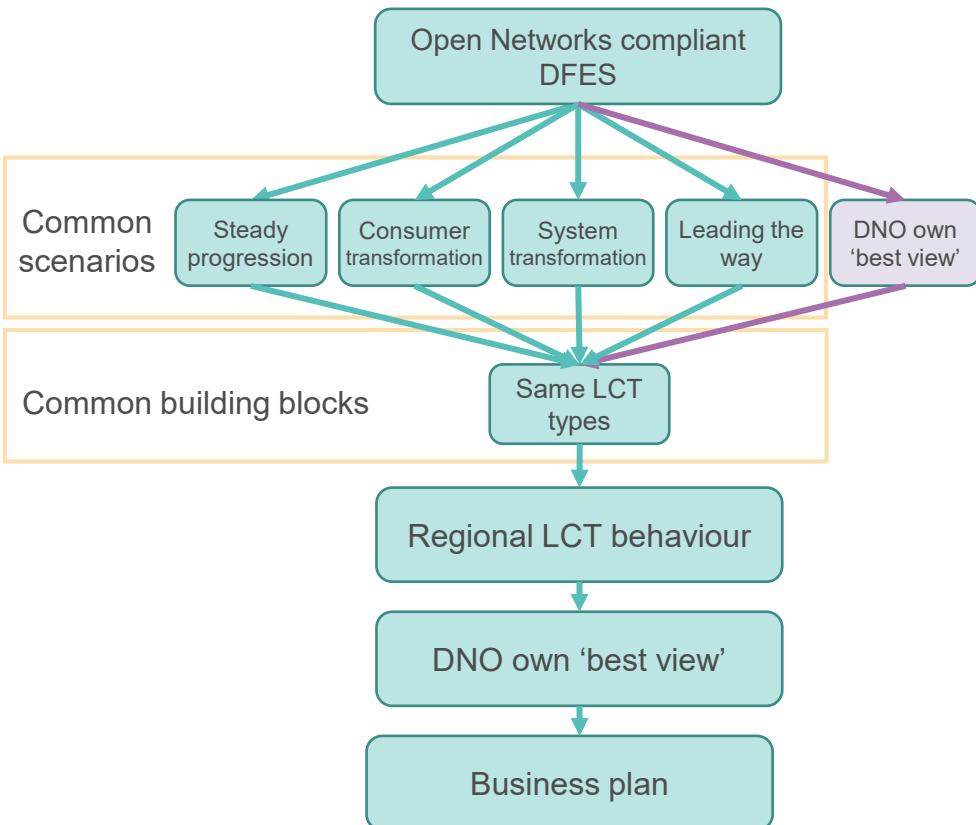 Open Networks compliant
DFES
Common
scenarios
Steady
progression
Consumer
transformation
System
transformation
Leading the
way
DNO own
‘best view’
Common building blocks
Same LCT
types
Regional LCT behaviour
DNO own ‘best view’
Business plan